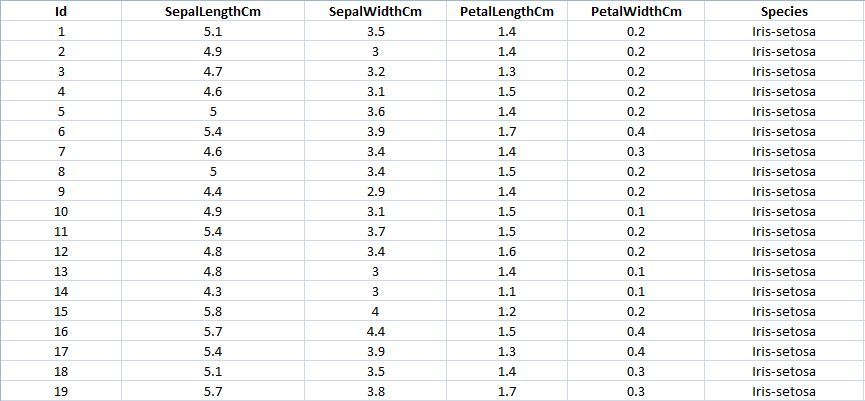 Id SepalLengthCm SepalWidthCm PetalLengthCm PetalWidthCm Species
1 5.1 3.5 1.4 0.2 Iris-setosa
2 4.9 3 1.4 0.2 Iris-setosa
3 4.7 3.2 1.3 0.2 Iris-setosa
4 4.6 3.1 1.5 0.2 Iris-setosa
5 5 3.6 1.4 0.2 Iris-setosa
6 5.4 3.9 1.7 0.4 Iris-setosa
7 4.6 3.4 1.4 0.3 Iris-setosa
8 5 3.4 1.5 0.2 Iris-setosa
9 4.4 2.9 1.4 0.2 Iris-setosa
10 4.9 3.1 1.5 0.1 Iris-setosa
11 5.4 3.7 1.5 0.2 Iris-setosa
12 4.8 3.4 1.6 0.2 Iris-setosa
13 4.8 3 1.4 0.1 Iris-setosa
14 4.3 3 1.1 0.1 Iris-setosa
15 5.8 4 1.2 0.2 Iris-setosa
16 5.7 4.4 1.5 0.4 Iris-setosa
17 5.4 3.9 1.3 0.4 Iris-setosa
18 5.1 3.5 1.4 0.3 Iris-setosa
19 5.7 3.8 1.7 0.3 Iris-setosa